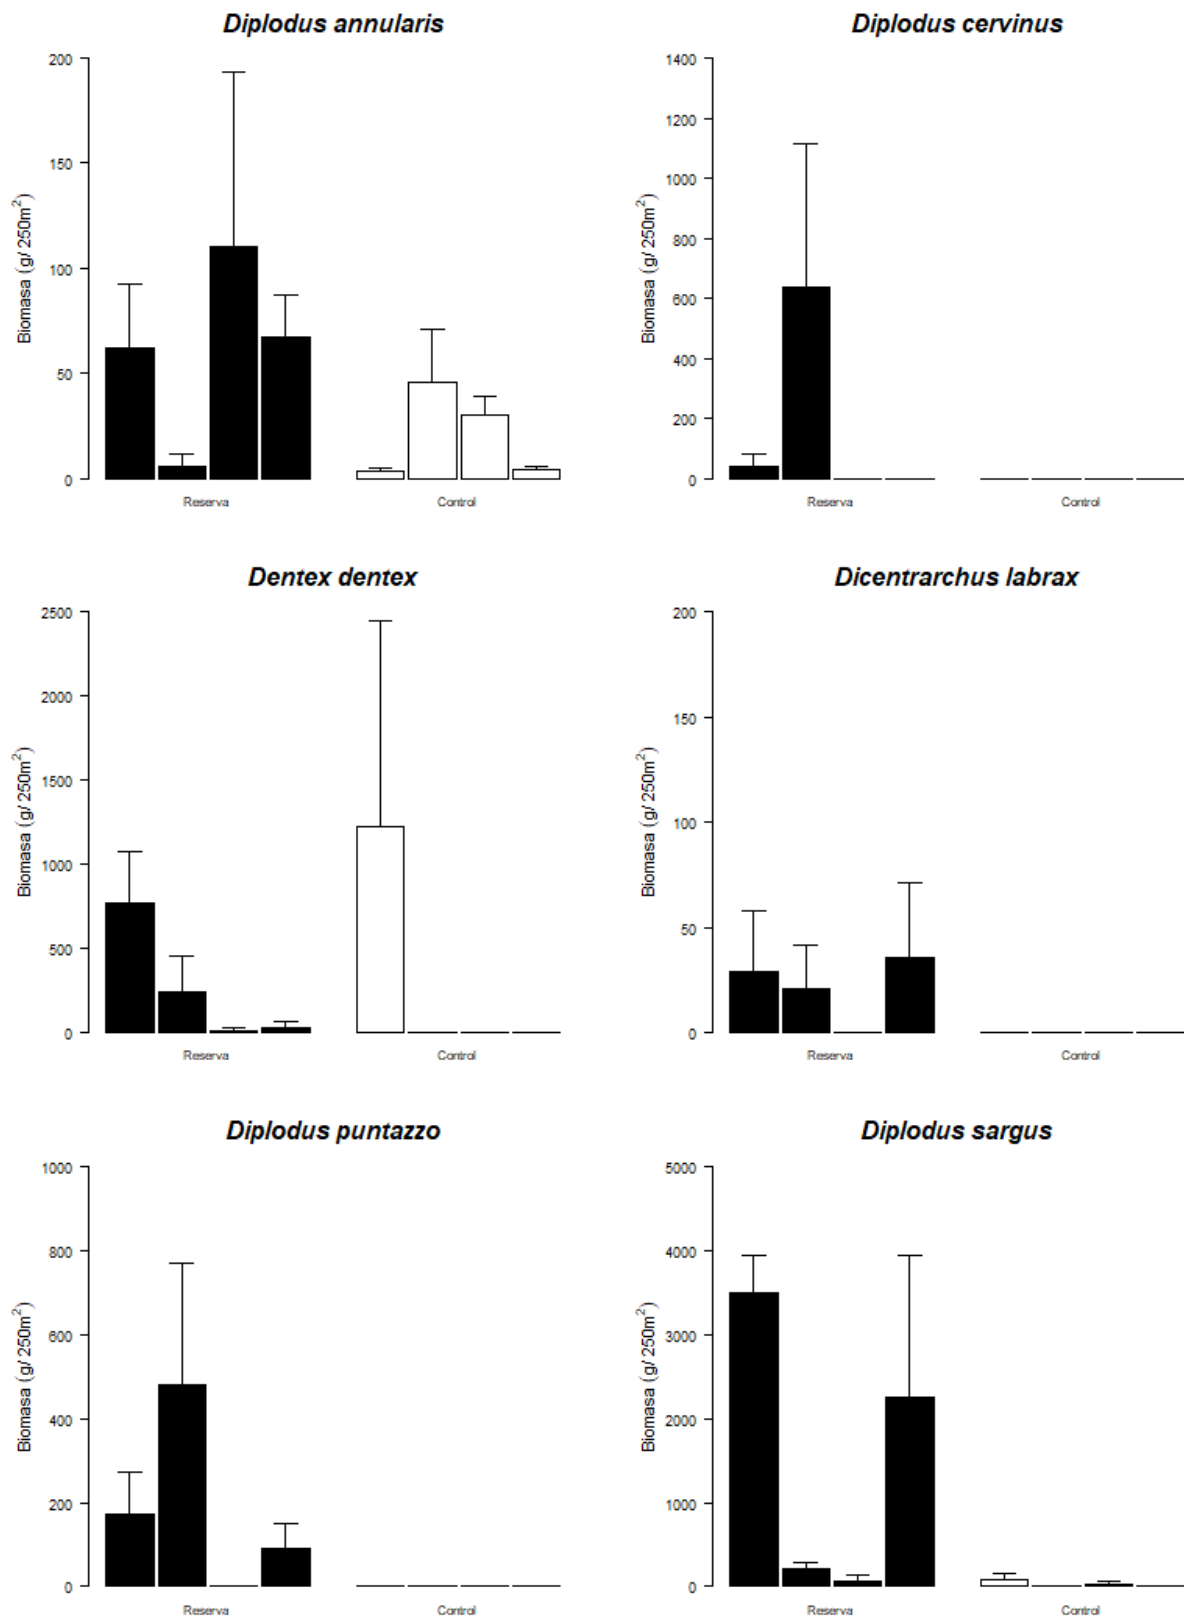 Diplodus annularis
Biomasa (g/ 250m²)
200
150
100
50
0
Reserva
Control
Diplodus cervinus
Biomasa (g/ 250m²)
1400
1200
1000
800
600
400
200
0
Reserva
Control
Dentex dentex
Biomasa (g/ 250m²)
2500
2000
1500
1000
500
0
Reserva
Control
Dicentrarchus labrax
Biomasa (g/ 250m²)
200
150
100
50
0
Reserva
Control
Diplodus puntazzo
Biomasa (g/ 250m²)
1000
800
600
400
200
0
Reserva
Control
Diplodus sargus
Biomasa (g/ 250m²)
5000
4000
3000
2000
1000
0
Reserva
Control